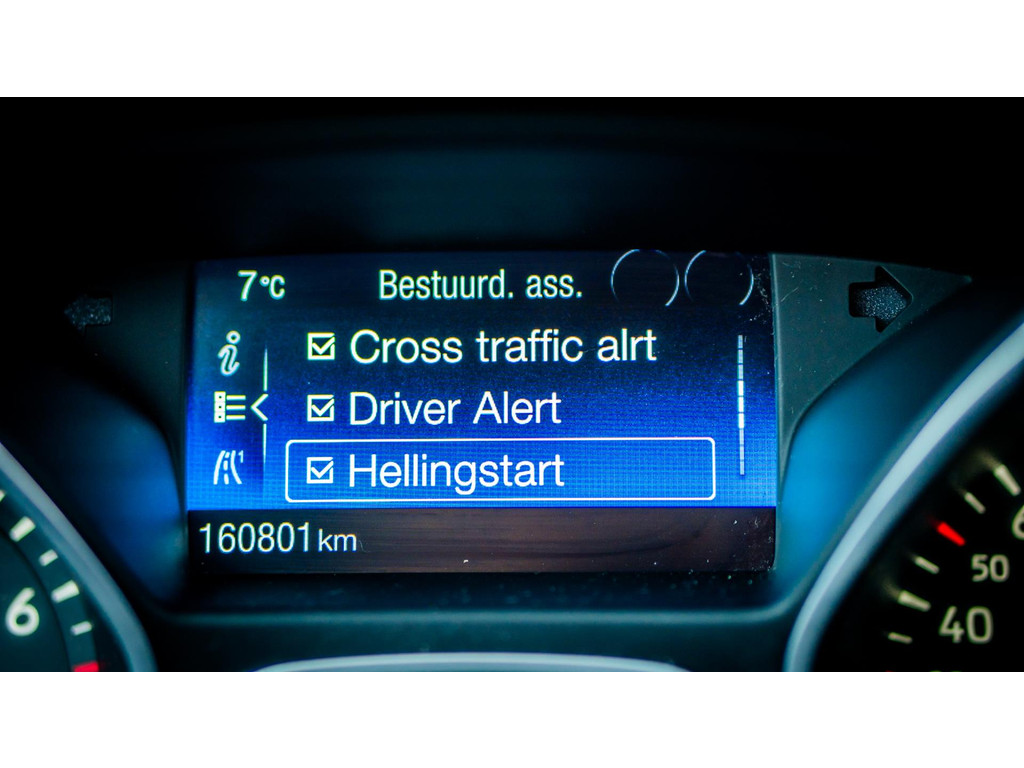 7°C Bestuurd. ass.
Cross traffic alrt
Driver Alert
Hellingstart
160801 km
6
50
40